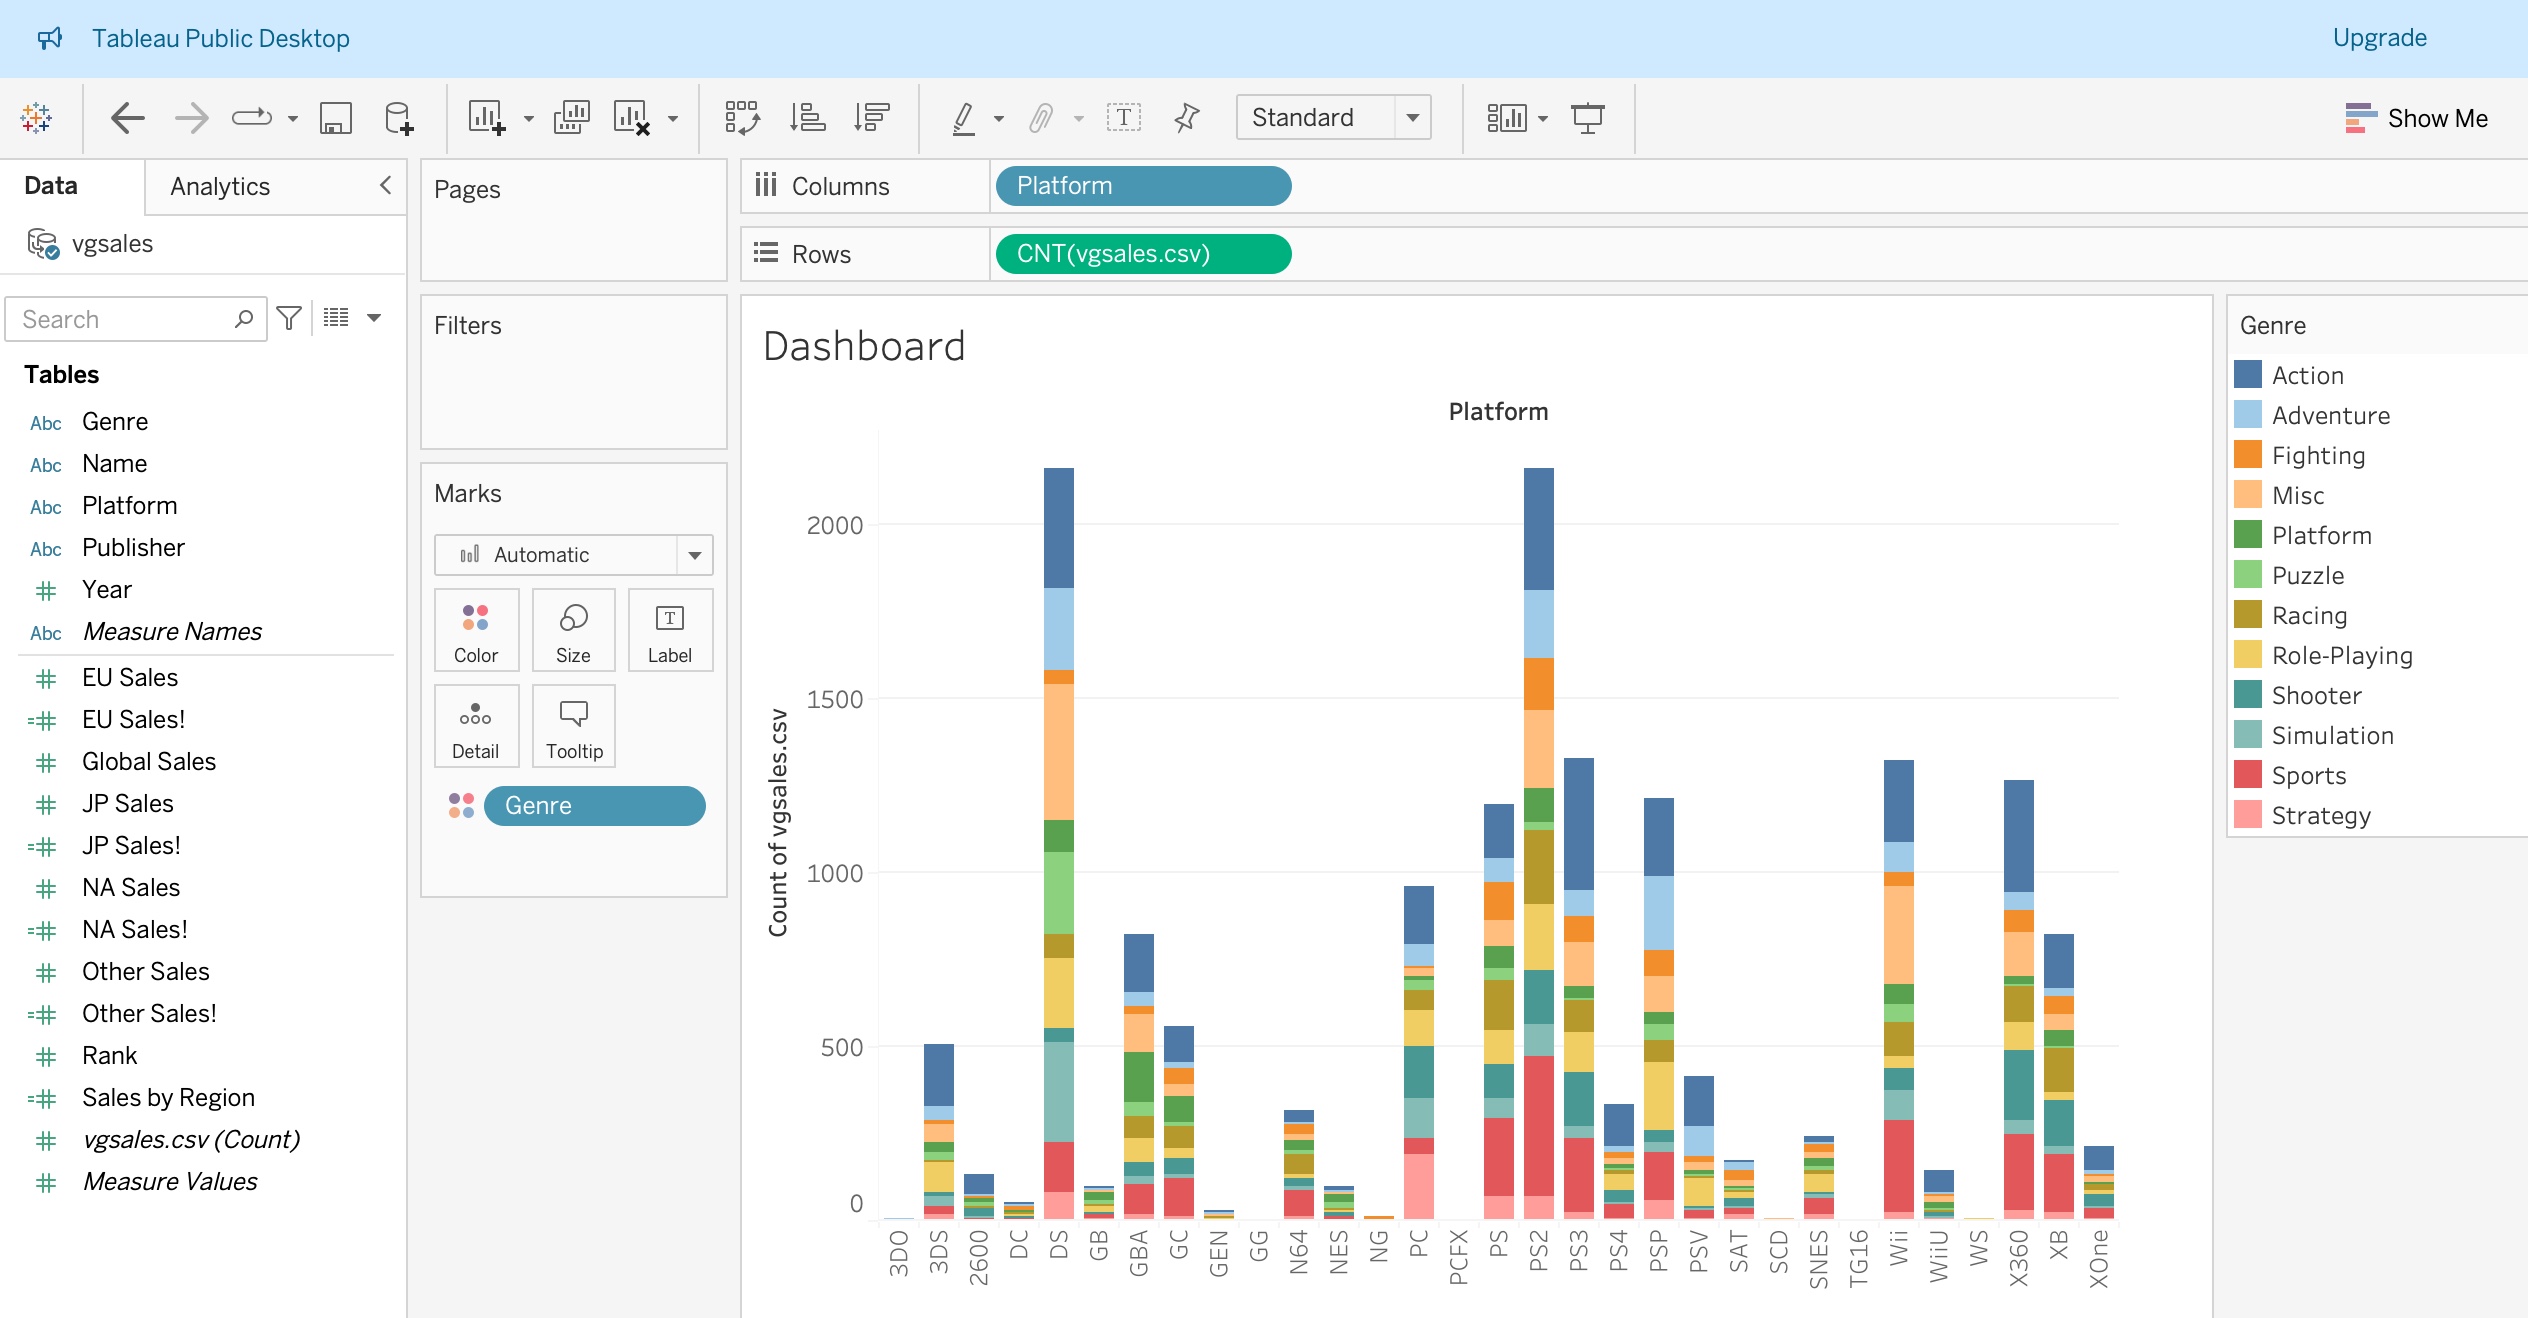 Tableau Public Desktop
Upgrade
Standard
Show Me
Data
Analytics
vgsales
Search
Tables
Abc Genre
Abc Name
Abc Platform
Abc Publisher
Year
Abc Measure Names
EU Sales
EU Sales!
Global Sales
JP Sales
JP Sales!
NA Sales
NA Sales!
Other Sales
Other Sales!
Rank
Sales by Region
vgsales.csv (Count)
Measure Values
Pages
Filters
Marks
Automatic
Color
Size
T
Label
Detail
Tooltip
Genre
Columns
Platform
Rows
CNT(vgsales.csv)
Dashboard
Platform
Count of vgsales.csv
2000
1500
1000
500
0
3DO
3DS
2600
DC
DS
GB
GBA
GC
GEN
GG
N64
NES
NG
PC
PCFX
PS
PS2
PS3
PS4
PSP
PSV
SAT
SCD
SNES
TG16
Wii
WiiU
WS
X360
XB
XOne
Genre
Action
Adventure
Fighting
Misc
Platform
Puzzle
Racing
Role-Playing
Shooter
Simulation
Sports
Strategy